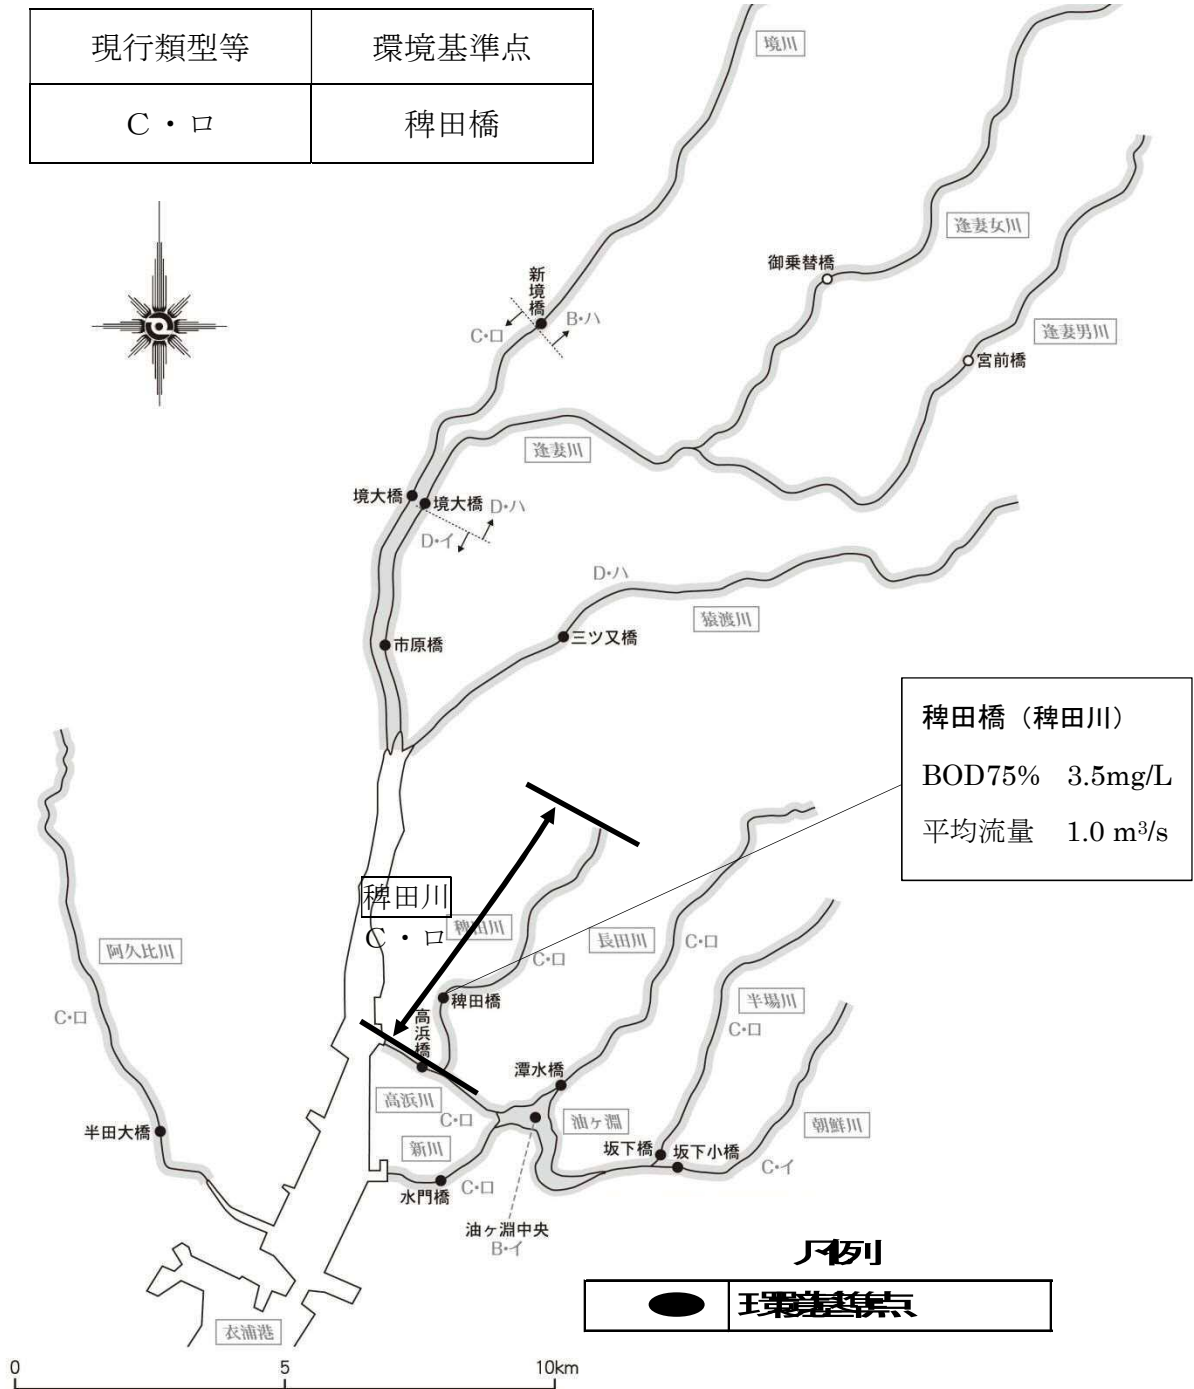 現行類型等 環境基準点
C・ロ 稗田橋
境川
逢妻女川
御乗替橋
新境橋
B・ハ
C・ロ
逢妻男川
宮前橋
逢妻川
境大橋
境大橋
D・ハ
D・イ
D・ハ
猿渡川
市原橋
三ツ又橋
稗田橋（稗田川）
BOD75% 3.5mg/L
平均流量 1.0 m³/s
稗田川
C・ロ
稗田川
C・ロ
長田川
C・ロ
阿久比川
C・ロ
稗田橋
高浜橋
半場川
C・ロ
潭水橋
高浜川
C・ロ
油ヶ淵
朝鮮川
半田大橋
新川
坂下橋
坂下小橋
C・イ
水門橋
C・ロ
油ヶ淵中央
B・イ
凡例
環境基準点
衣浦港
0 5 10km